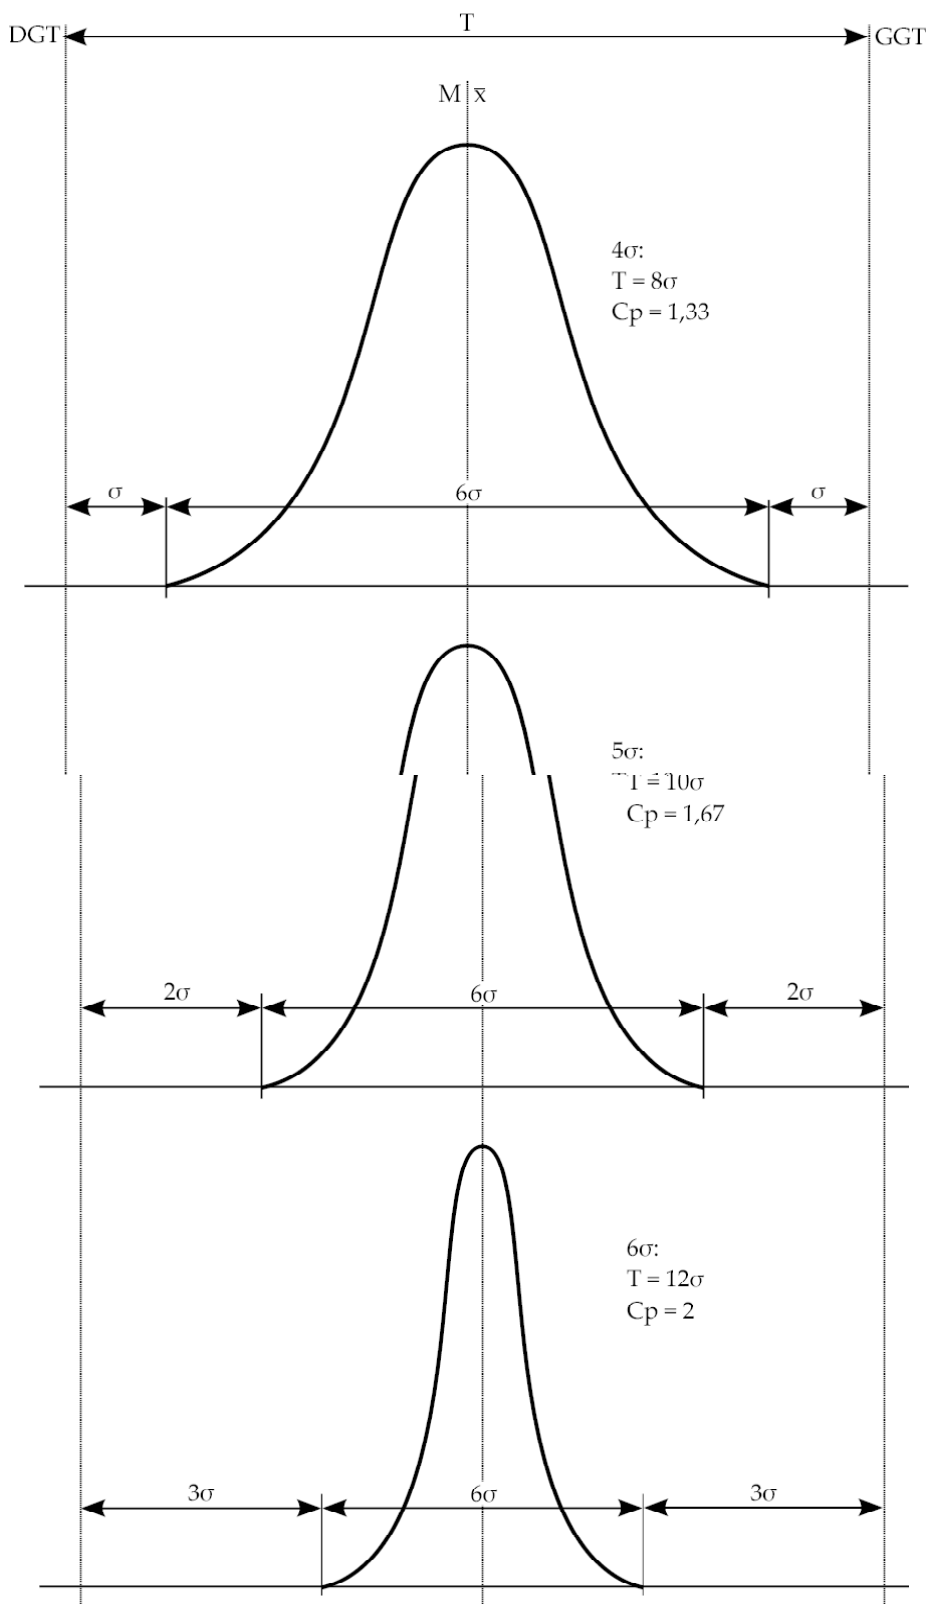 T
DGT GGT
M x̄
4σ:
T = 8σ
Cp = 1,33
σ 6σ σ
5σ:
T = 10σ
Cp = 1,67
2σ 6σ 2σ
6σ:
T = 12σ
Cp = 2
3σ 6σ 3σ